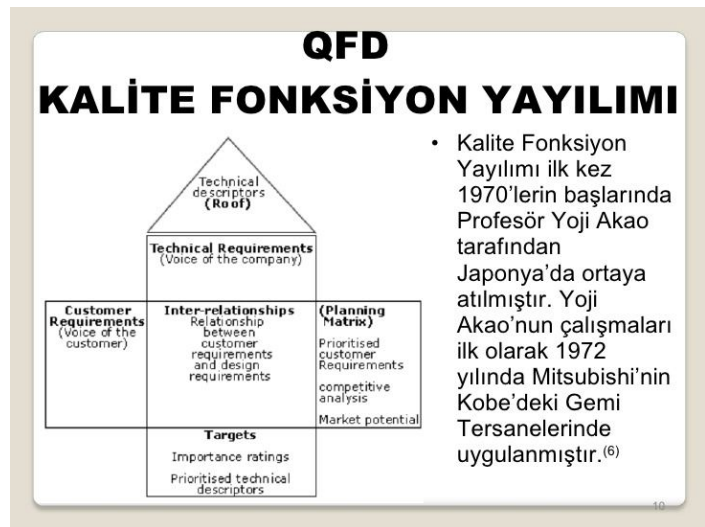 QFD
KALİTE FONKSİYON YAYILIMI
Technical
descriptors
(Roof)
Technical Requirements
(Voice of the company)
Customer
Requirements
(Voice of the
customer)
Inter-relationships
Relationship
between
customer
requirements
and design
requirements
(Planning
Matrix)
Prioritised
customer
Requirements
competitive
analysis
Market potential
Targets
Importance ratings
Prioritised technical
descriptors
• Kalite Fonksiyon
Yayılımı ilk kez
1970’lerin başlarında
Profesör Yoji Akao
tarafından
Japonya’da ortaya
atılmıştır. Yoji
Akao’nun çalışmaları
ilk olarak 1972
yılında Mitsubishi’nin
Kobe’deki Gemi
Tersanelerinde
uygulanmıştır.(6)
10